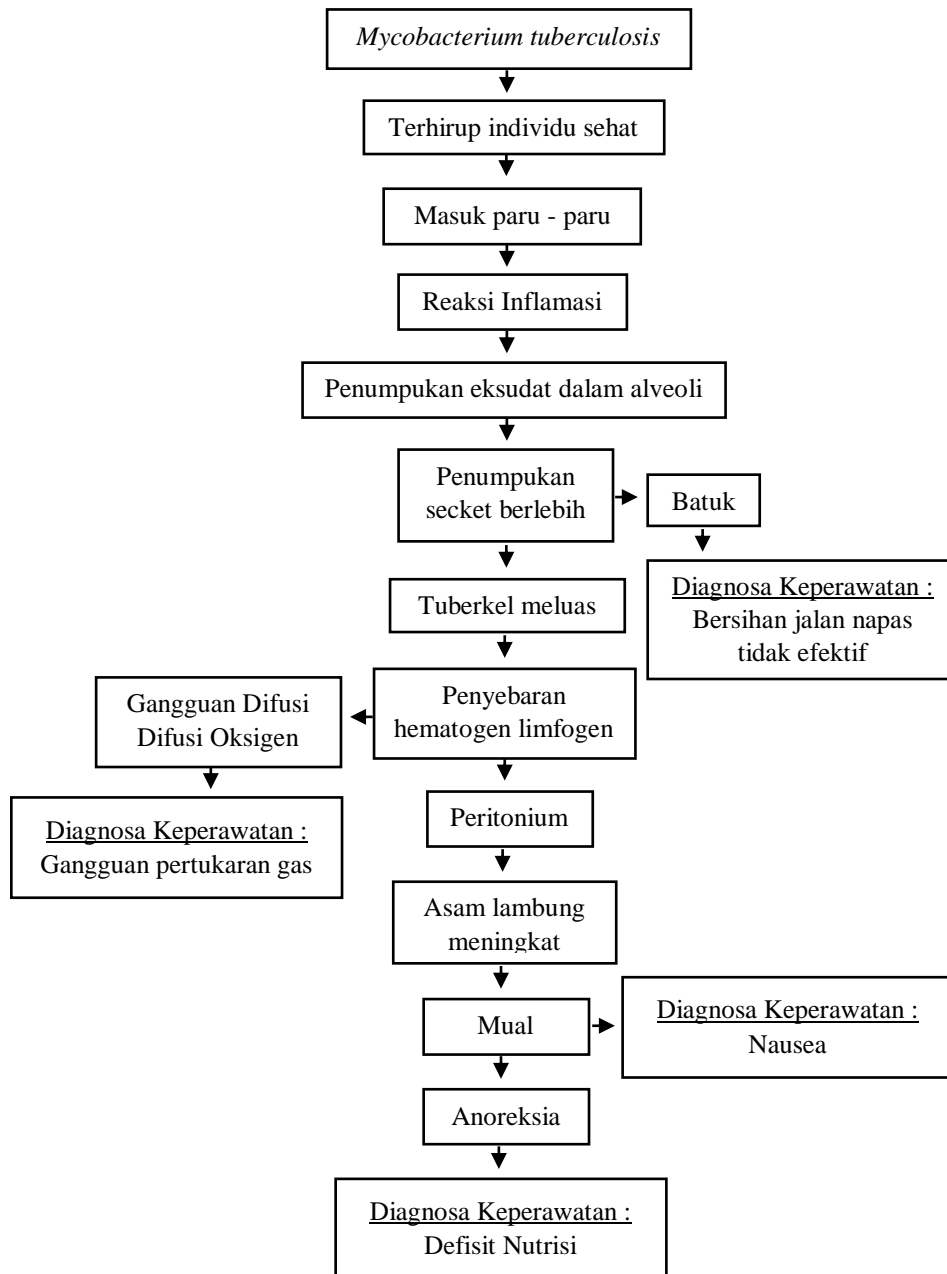 Mycobacterium tuberculosis
Terhirup individu sehat
Masuk paru - paru
Reaksi Inflamasi
Penumpukan eksudat dalam alveoli
Penumpukan
secket berlebih
Batuk
Diagnosa Keperawatan :
Bersihan jalan napas
tidak efektif
Tuberkel meluas
Penyebaran
hematogen limfogen
Gangguan Difusi
Difusi Oksigen
Diagnosa Keperawatan :
Gangguan pertukaran gas
Peritonium
Asam lambung
meningkat
Mual
Diagnosa Keperawatan :
Nausea
Anoreksia
Diagnosa Keperawatan :
Defisit Nutrisi